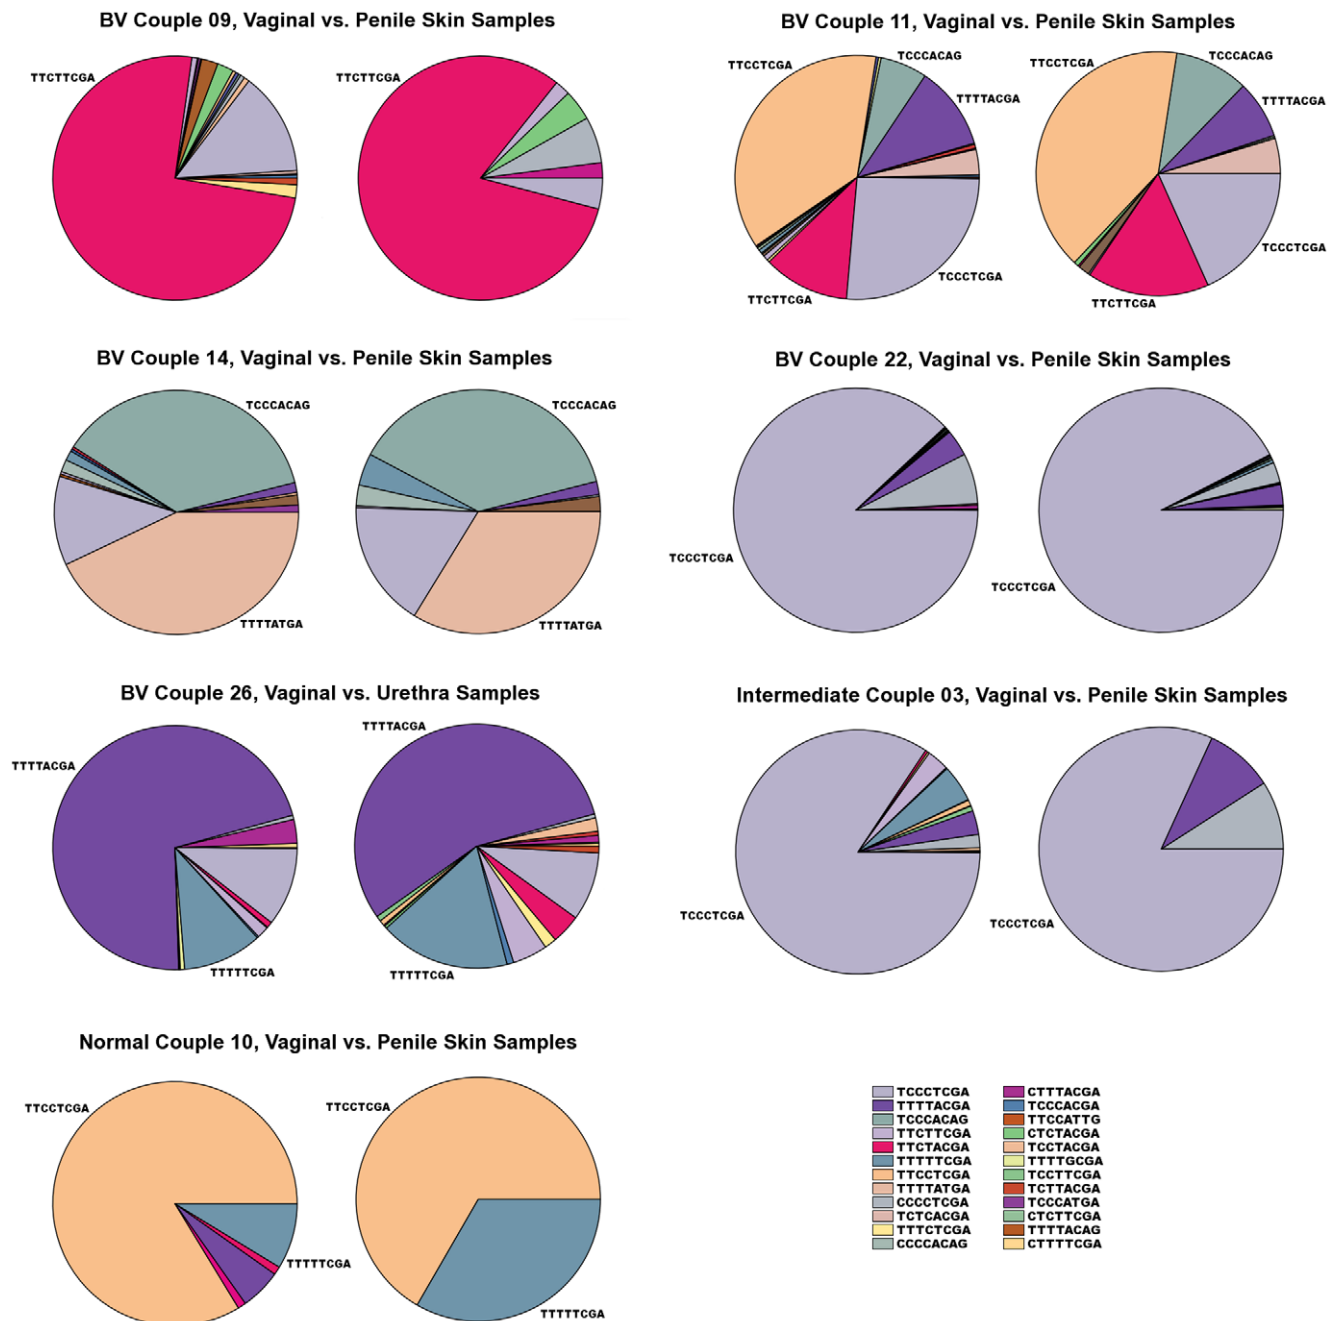 BV Couple 09, Vaginal vs. Penile Skin Samples
TTCTTCGA
TTCTTCGA
BV Couple 11, Vaginal vs. Penile Skin Samples
TTCCTCGA
TCCCACAG
TTTTACGA
TCCCTCGA
TTCTTCGA
TTCCTCGA
TCCCACAG
TTTTACGA
TCCCTCGA
TTCTTCGA
BV Couple 14, Vaginal vs. Penile Skin Samples
TCCCACAG
TTTTATGA
TCCCACAG
TTTTATGA
BV Couple 22, Vaginal vs. Penile Skin Samples
TCCCTCGA
TCCCTCGA
BV Couple 26, Vaginal vs. Urethra Samples
TTTTACGA
TTTTTCGA
TTTTACGA
TTTTTCGA
Intermediate Couple 03, Vaginal vs. Penile Skin Samples
TCCCTCGA
TCCCTCGA
Normal Couple 10, Vaginal vs. Penile Skin Samples
TTCCTCGA
TTTTTCGA
TTCCTCGA
TTTTTCGA
TCCCTCGA
TTTTACGA
TCCCACAG
TTCTTCGA
TTCTACGA
TTTTTCGA
TTCCTCGA
TTTTATGA
CCCCTCGA
TCTCACGA
TTTCTCGA
CCCCACAG
CTTTACGA
TCCCACGA
TTCCATTG
CTCTACGA
TCCTACGA
TTTTGCGA
TCCTTCGA
TCTTACGA
TCCCATGA
CTCTTCGA
TTTTACAG
CTTTTCGA